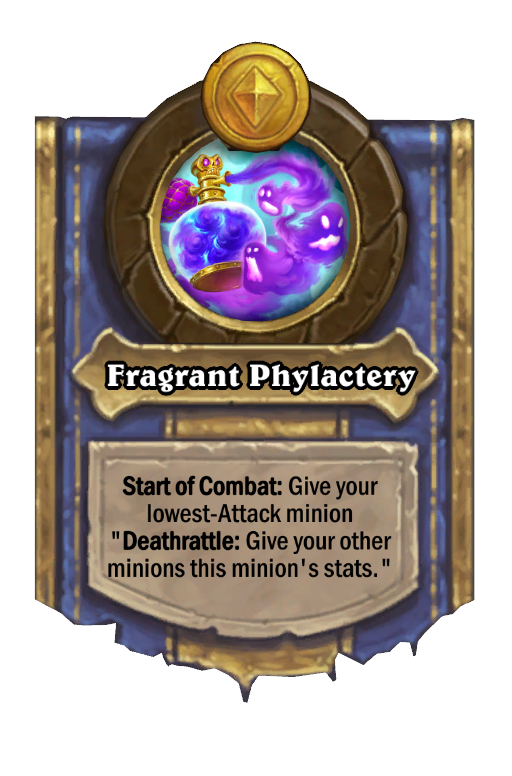 Fragrant Phylactery
Start of Combat: Give your
lowest-Attack minion
"Deathrattle: Give your other
minions this minion's stats."